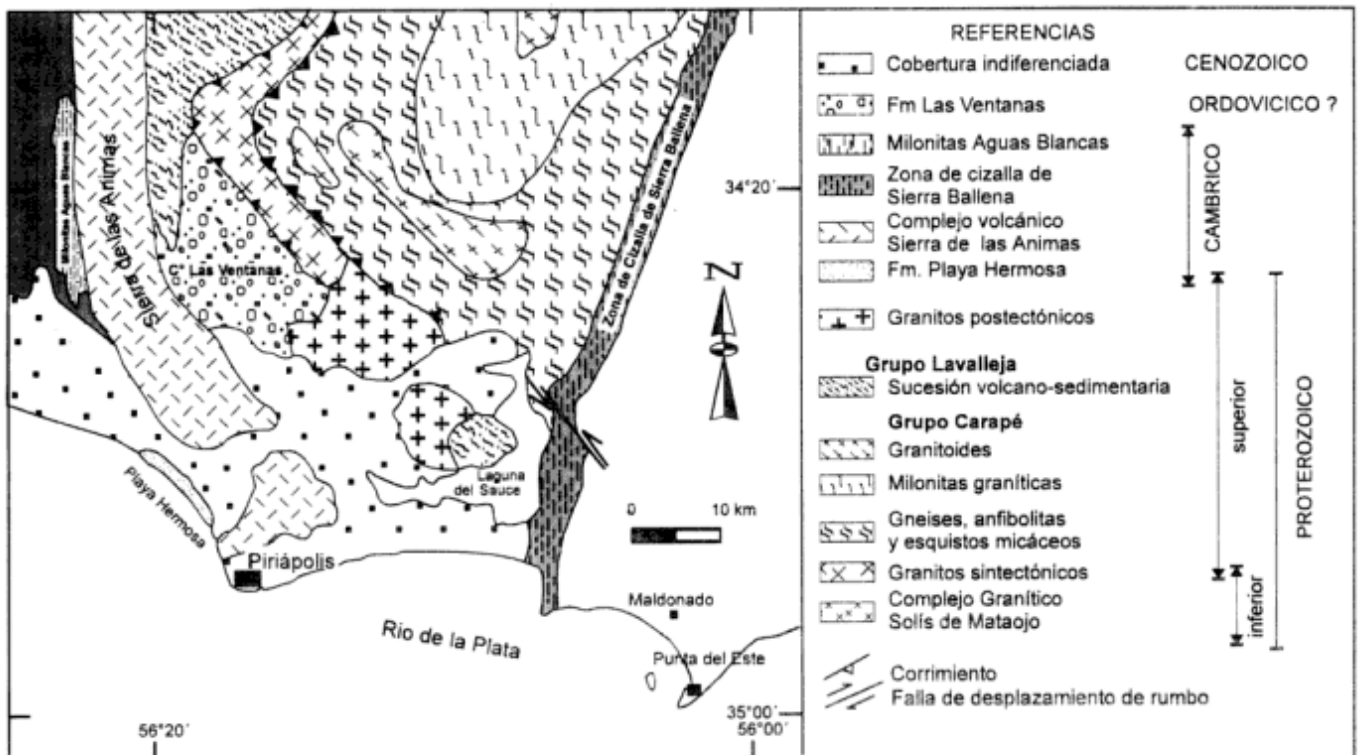 Milonitas Aguas Blancas
Sierra de las Animas
Cº Las Ventanas
Zona de Cizalla de Sierra Ballena
34°20´
N
Playa Hermosa
Laguna
del Sauce
0 10 km
Piriápolis
Maldonado
Rio de la Plata
Punta del Este
35°00´
56°20´
56°00´
REFERENCIAS
Cobertura indiferenciada
CENOZOICO
Fm Las Ventanas
ORDOVICICO ?
Milonitas Aguas Blancas
Zona de cizalla de
Sierra Ballena
Complejo volcánico
Sierra de las Animas
Fm. Playa Hermosa
CAMBRICO
Granitos postectónicos
Grupo Lavalleja
Sucesión volcano-sedimentaria
Grupo Carapé
Granitoides
Milonitas graníticas
Gneises, anfibolitas
y esquistos micáceos
Granitos sintectónicos
Complejo Granítico
Solís de Mataojo
superior
inferior
PROTEROZOICO
Corrimiento
Falla de desplazamiento de rumbo